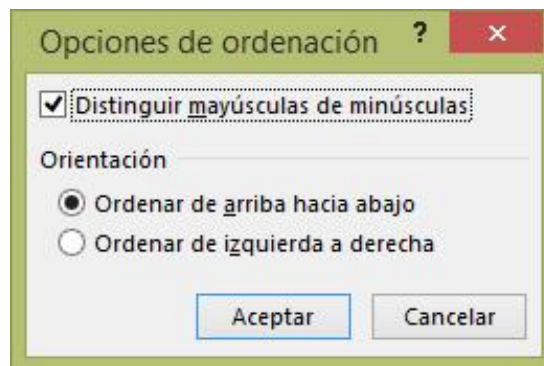 Opciones de ordenación
?
Distinguir mayúsculas de minúsculas
Orientación
Ordenar de arriba hacia abajo
Ordenar de izquierda a derecha
Aceptar Cancelar